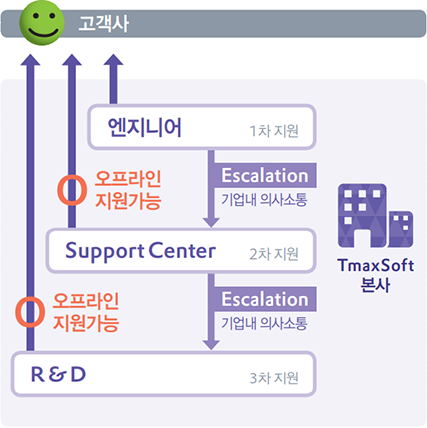 고객사
엔지니어 1차 지원
오프라인
지원가능
Escalation
기업내 의사소통
Support Center 2차 지원
TmaxSoft
본사
오프라인
지원가능
Escalation
기업내 의사소통
R & D 3차 지원